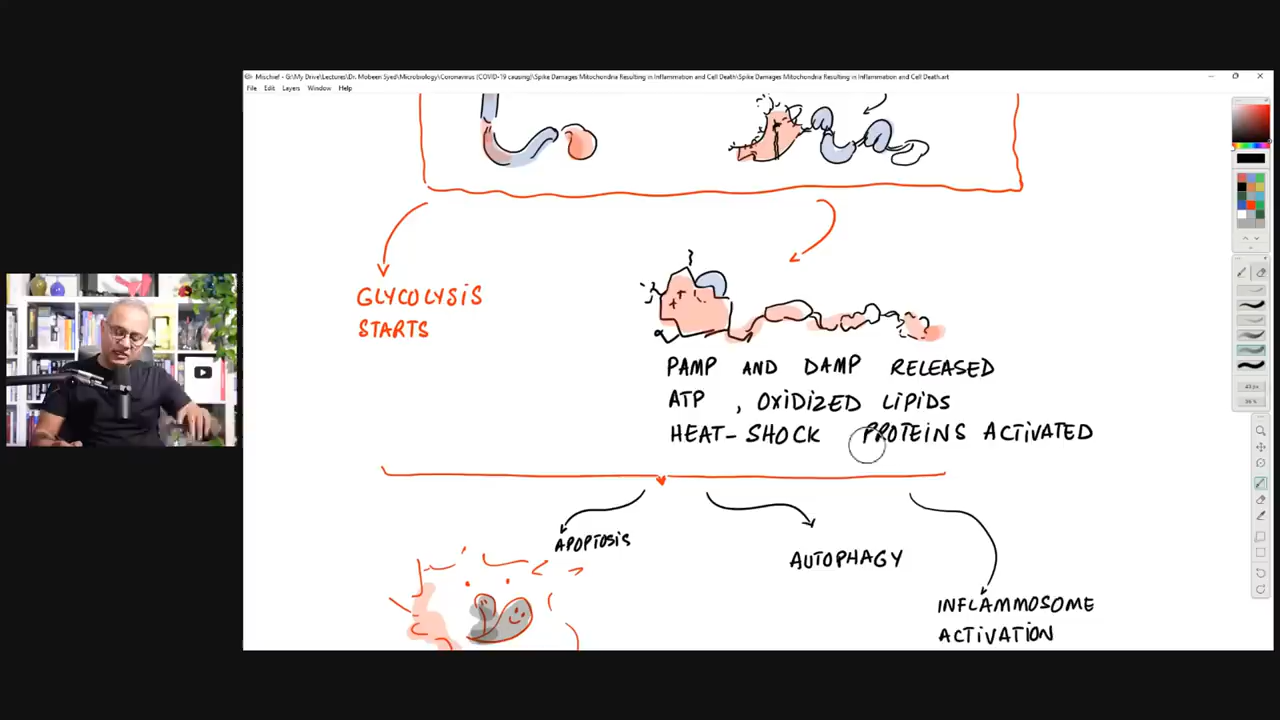 Mischief - G:\My Drive\Lectures\Dr. Mobeen Syed\Microbiology\Coronavirus (COVID-19 causing)\Spike Damages Mitochondria Resulting in Inflammation and Cell Death\Spike Damages Mitochondria Resulting in Inflammation and Cell Death.art
File Edit Layers Window Help
GLYCOLYSIS
STARTS
PAMP AND DAMP RELEASED
ATP , OXIDIZED LIPIDS
HEAT-SHOCK PROTEINS ACTIVATED
APOPTOSIS
AUTOPHAGY
INFLAMMOSOME
ACTIVATION